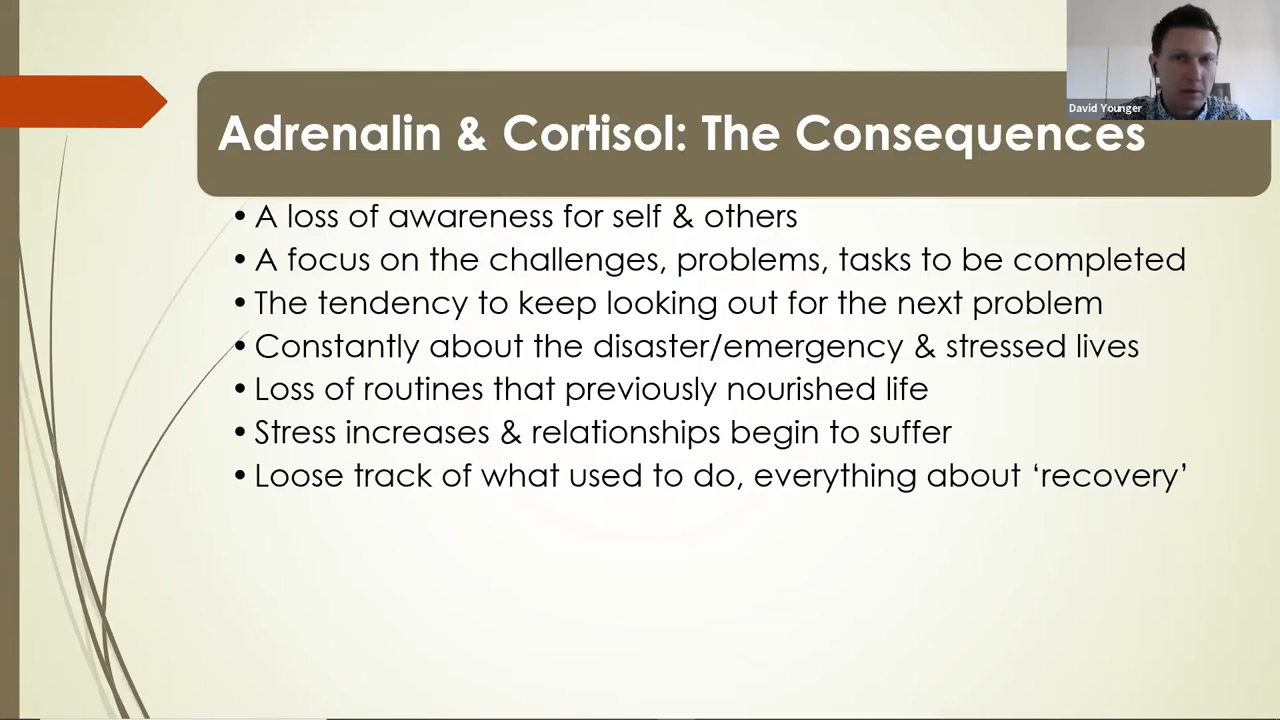 David Younger
Adrenalin & Cortisol: The Consequences
• A loss of awareness for self & others
• A focus on the challenges, problems, tasks to be completed
• The tendency to keep looking out for the next problem
• Constantly about the disaster/emergency & stressed lives
• Loss of routines that previously nourished life
• Stress increases & relationships begin to suffer
• Loose track of what used to do, everything about ‘recovery’